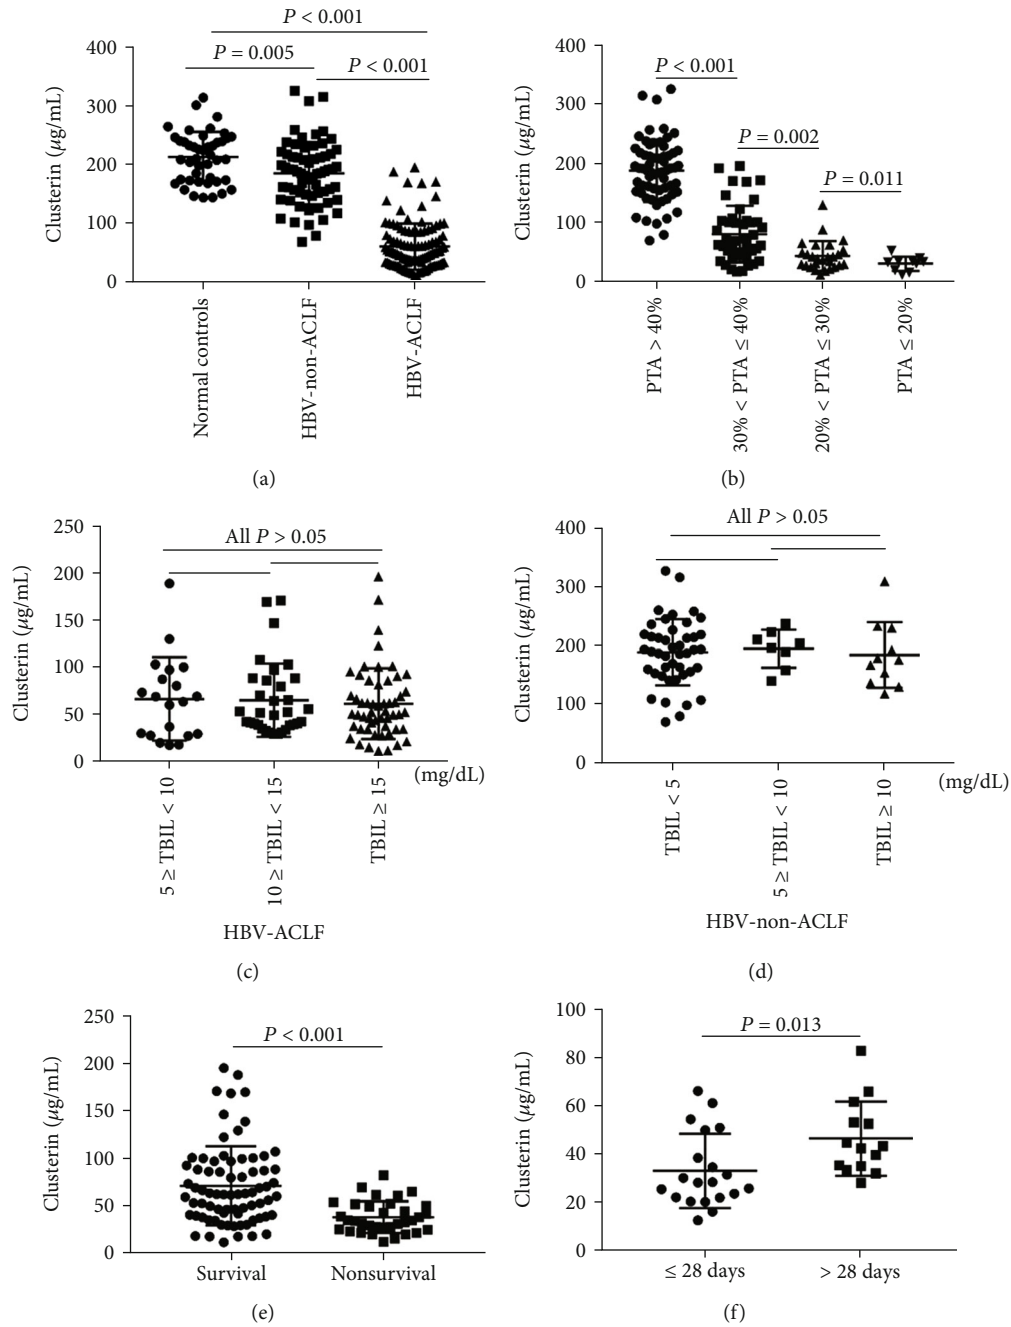 P < 0.001
P = 0.005
P < 0.001
400
300
200
100
0
Clusterin (μg/mL)
Normal controls
HBV-non-ACLF
HBV-ACLF
(a)
P < 0.001
P = 0.002
P = 0.011
400
300
200
100
0
Clusterin (μg/mL)
PTA > 40%
30% < PTA ≤ 40%
20% < PTA ≤ 30%
PTA ≤ 20%
(b)
All P > 0.05
250
200
150
100
50
0
Clusterin (μg/mL)
(mg/dL)
5 ≥ TBIL < 10
10 ≥ TBIL < 15
TBIL ≥ 15
HBV-ACLF
(c)
All P > 0.05
400
300
200
100
0
Clusterin (μg/mL)
(mg/dL)
TBIL < 5
5 ≥ TBIL < 10
TBIL ≥ 10
HBV-non-ACLF
(d)
P < 0.001
250
200
150
100
50
0
Clusterin (μg/mL)
Survival
Nonsurvival
(e)
P = 0.013
100
80
60
40
20
0
Clusterin (μg/mL)
≤ 28 days
> 28 days
(f)